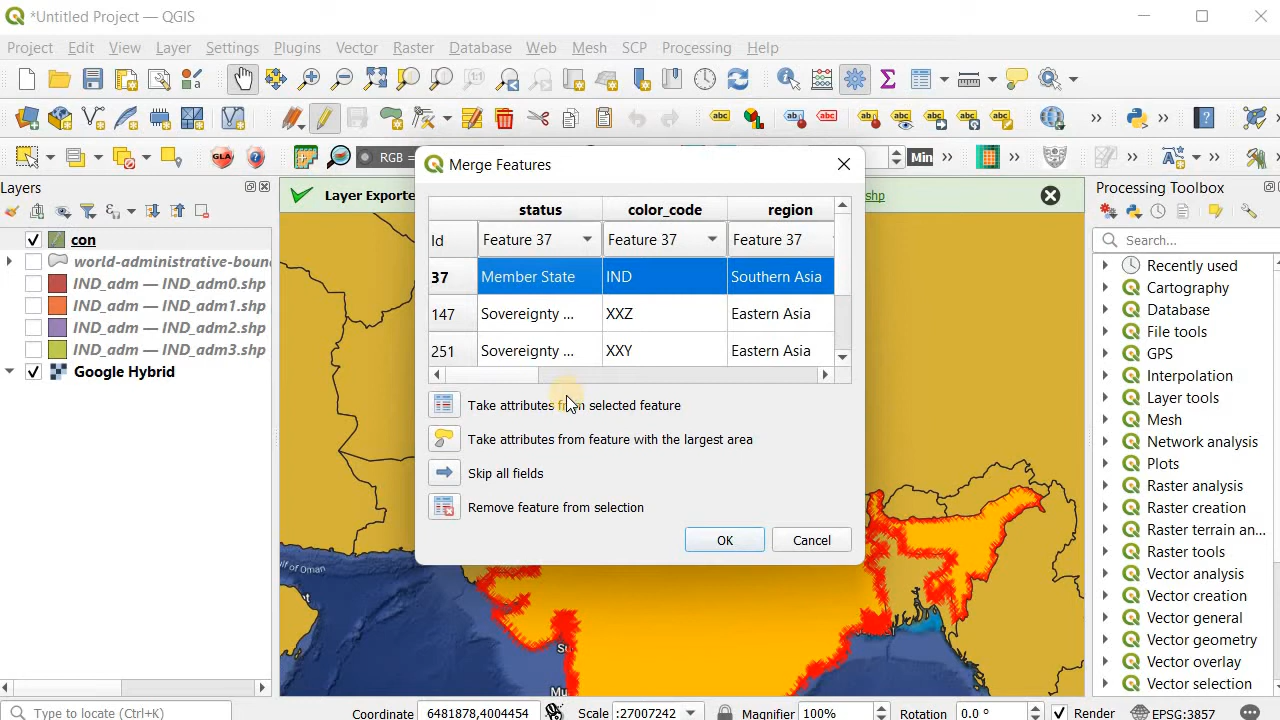 *Untitled Project — QGIS
Project Edit View Layer Settings Plugins Vector Raster Database Web Mesh SCP Processing Help
RGB =
Min
Layers
con
world-administrative-boun
IND_adm — IND_adm0.shp
IND_adm — IND_adm1.shp
IND_adm — IND_adm2.shp
IND_adm — IND_adm3.shp
Google Hybrid
Layer Exporte
shp
Merge Features
status color_code region
Id Feature 37 Feature 37 Feature 37
37 Member State IND Southern Asia
147 Sovereignty ... XXZ Eastern Asia
251 Sovereignty ... XXY Eastern Asia
Take attributes from selected feature
Take attributes from feature with the largest area
Skip all fields
Remove feature from selection
OK Cancel
f of Oman
Su
Mu
Processing Toolbox
Search...
Recently used
Cartography
Database
File tools
GPS
Interpolation
Layer tools
Mesh
Network analysis
Plots
Raster analysis
Raster creation
Raster terrain an...
Raster tools
Vector analysis
Vector creation
Vector general
Vector geometry
Vector overlay
Vector selection
Type to locate (Ctrl+K)
Coordinate 6481878,4004454 Scale :27007242 Magnifier 100% Rotation 0.0 ° Render EPSG:3857